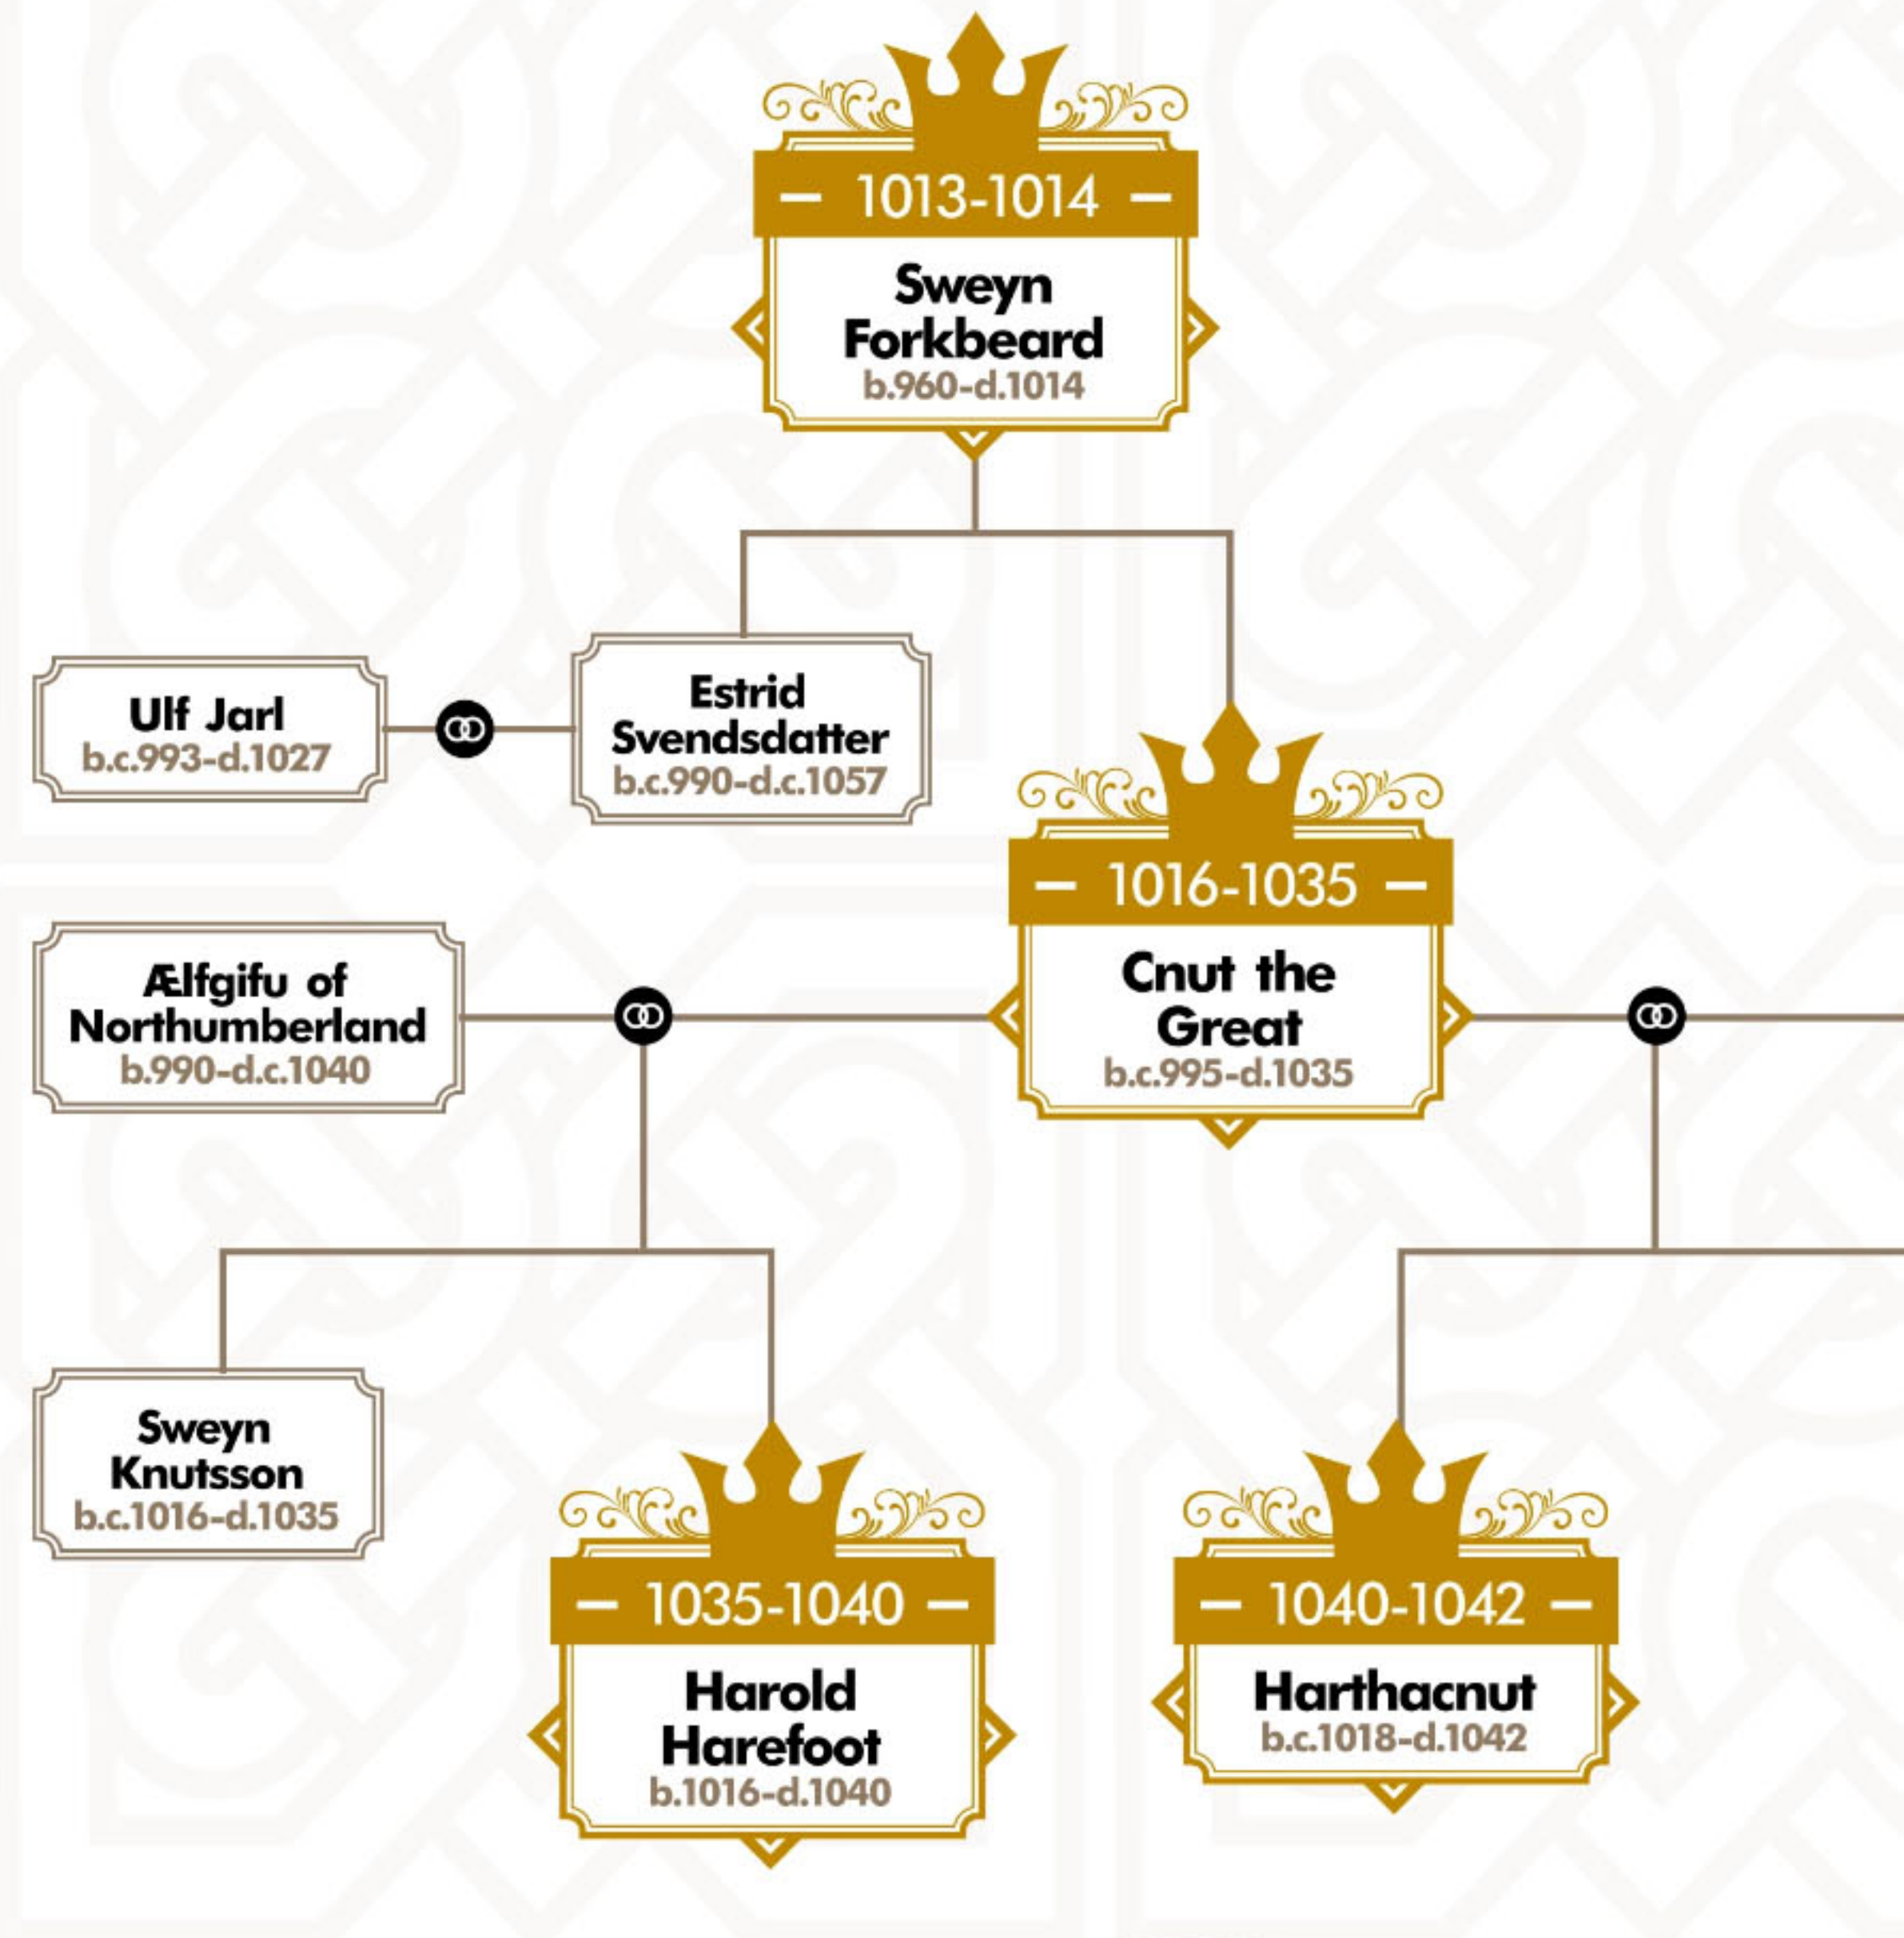 – 1013-1014 –
Sweyn
Forkbeard
b.960-d.1014
Ulf Jarl
b.c.993-d.1027
Estrid
Svendsdatter
b.c.990-d.c.1057
– 1016-1035 –
Cnut the
Great
b.c.995-d.1035
Ælfgifu of
Northumberland
b.990-d.c.1040
Sweyn
Knutsson
b.c.1016-d.1035
– 1035-1040 –
Harold
Harefoot
b.1016-d.1040
– 1040-1042 –
Harthacnut
b.c.1018-d.1042